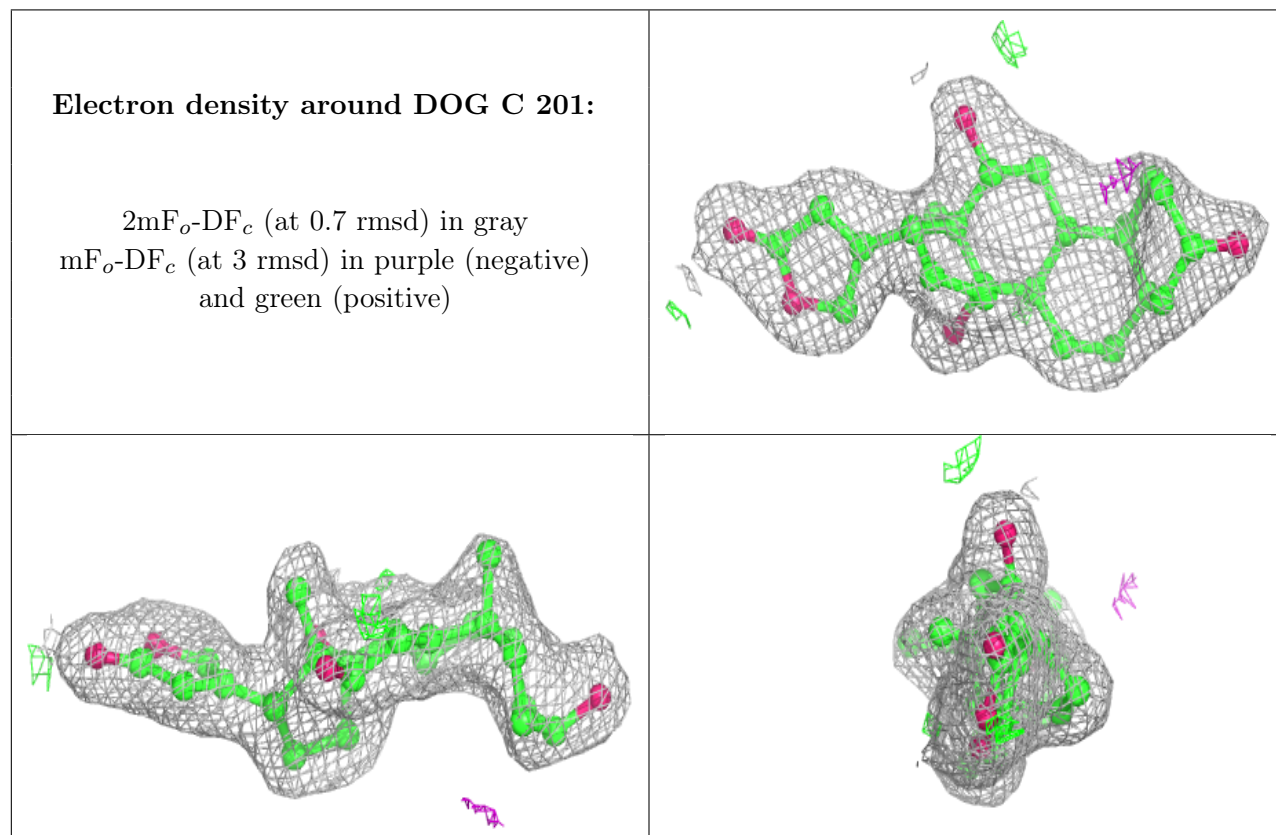 Electron density around DOG C 201:
2mFₒ-DF𝒸 (at 0.7 rmsd) in gray
mFₒ-DF𝒸 (at 3 rmsd) in purple (negative)
and green (positive)